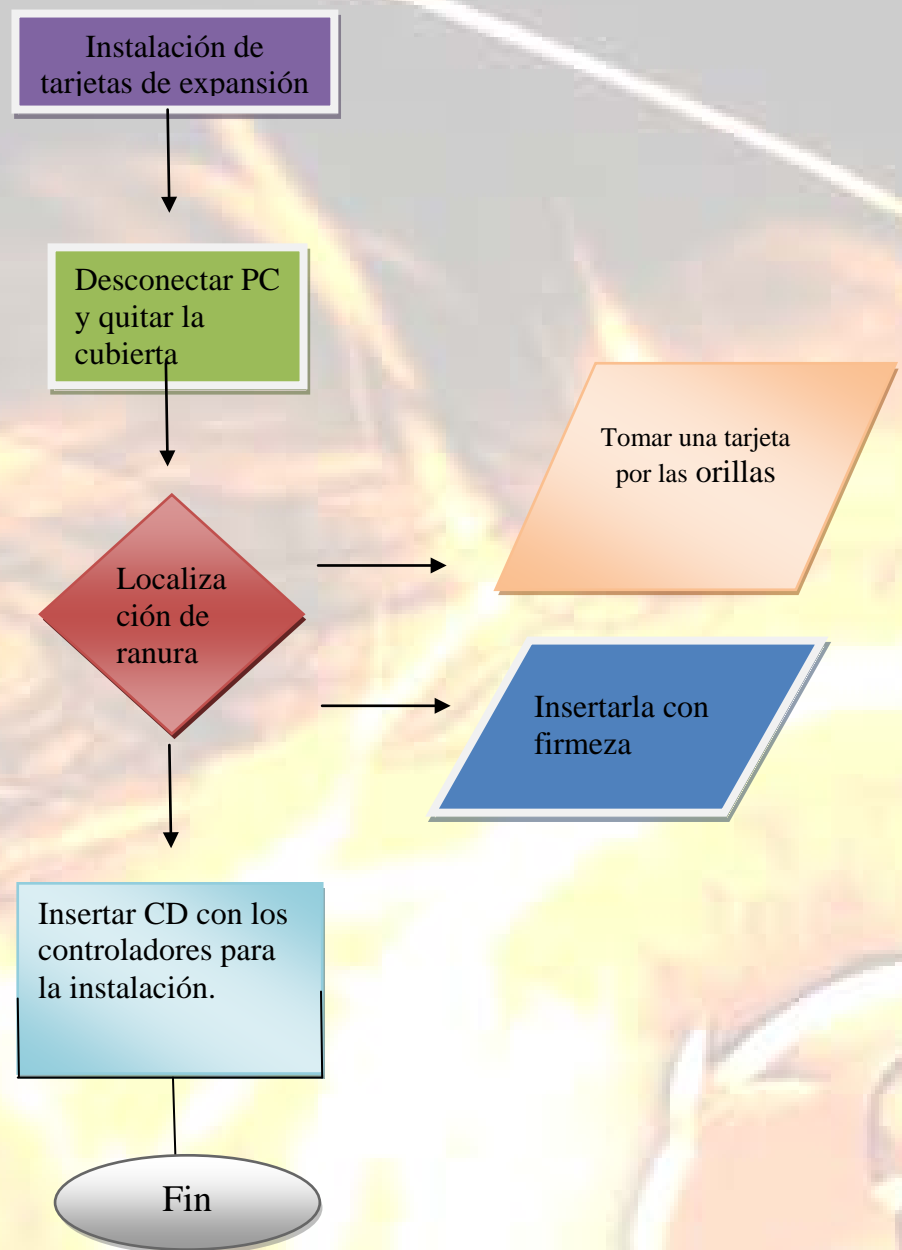 Instalación de
tarjetas de expansión
Desconectar PC
y quitar la
cubierta
Tomar una tarjeta
por las orillas
Localiza
ción de
ranura
Insertarla con
firmeza
Insertar CD con los
controladores para
la instalación.
Fin